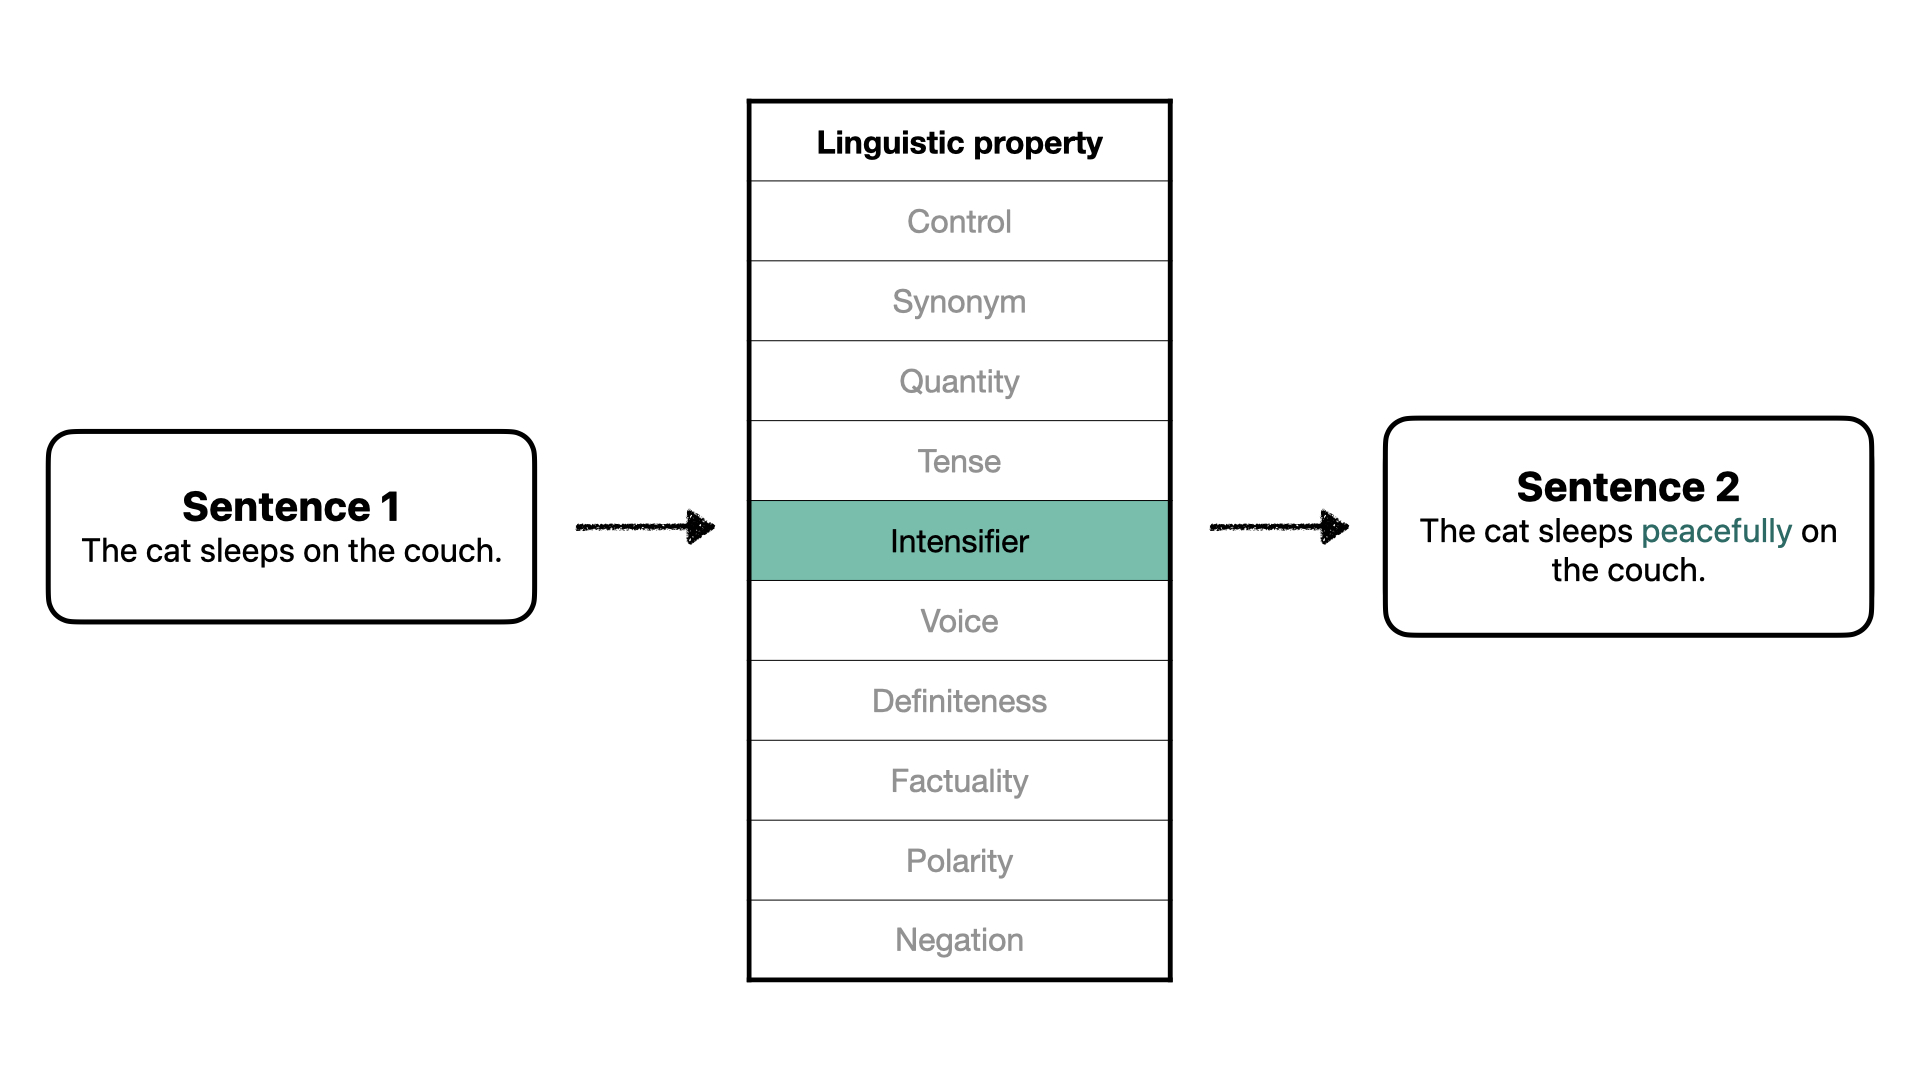 Sentence 1
The cat sleeps on the couch.
Linguistic property
Control
Synonym
Quantity
Tense
Intensifier
Voice
Definiteness
Factuality
Polarity
Negation
Sentence 2
The cat sleeps peacefully on
the couch.